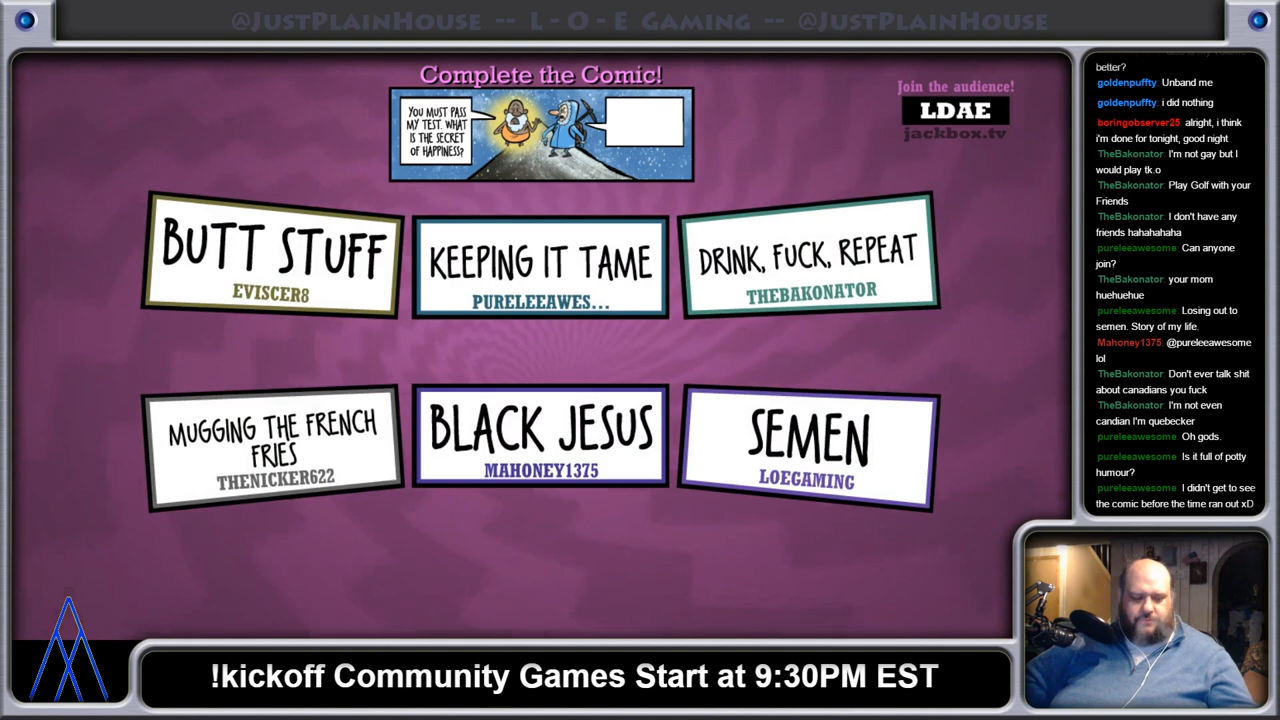 @JustPlainHouse -- L - O - E Gaming -- @JustPlainHouse
Complete the Comic!
YOU MUST PASS
MY TEST. WHAT
IS THE SECRET
OF HAPPINESS?
Join the audience!
LDAE
jackbox.tv
BUTT STUFF
EVISCER8
KEEPING IT TAME
PURELEEAWES...
DRINK, FUCK, REPEAT
THEBAKONATOR
MUGGING THE FRENCH
FRIES
THENICKER622
BLACK JESUS
MAHONEY1375
SEMEN
LOEGAMING
better?
goldenpuffty: Unband me
goldenpuffty: i did nothing
boringobserver25: alright, i think
i'm done for tonight, good night
TheBakonator: I'm not gay but I
would play tk.o
TheBakonator: Play Golf with your
Friends
TheBakonator: I don't have any
friends hahahahaha
pureleeawesome: Can anyone
join?
TheBakonator: your mom
huehuehue
pureleeawesome: Losing out to
semen. Story of my life.
Mahoney1375: @pureleeawesome
lol
TheBakonator: Don't ever talk shit
about canadians you fuck
TheBakonator: I'm not even
candian I'm quebecker
pureleeawesome: Oh gods.
pureleeawesome: Is it full of potty
humour?
pureleeawesome: I didn't get to see
the comic before the time ran out xD
!kickoff Community Games Start at 9:30PM EST